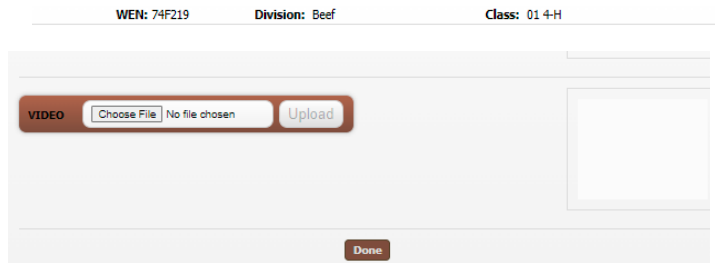 WEN: 74F219 Division: Beef Class: 01 4-H
VIDEO Choose File No file chosen Upload
Done